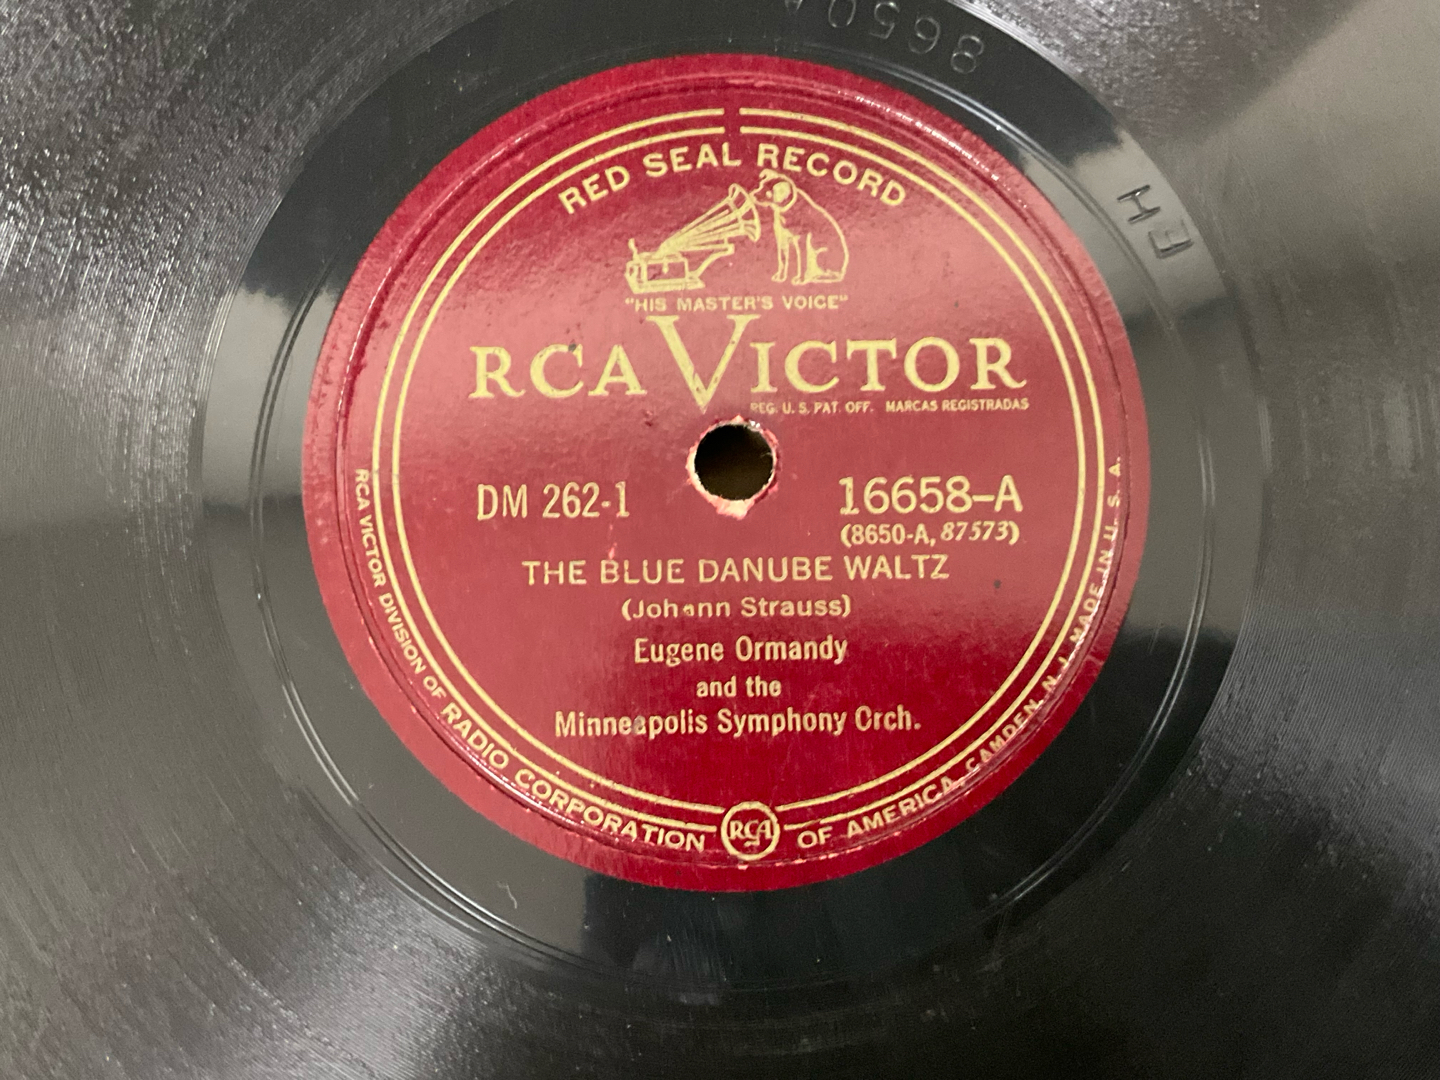 8650A
H
E
RED SEAL RECORD
"HIS MASTER'S VOICE"
RCA VICTOR
REG. U. S. PAT. OFF. MARCAS REGISTRADAS
DM 262-1
16658–A
(8650-A, 87573)
THE BLUE DANUBE WALTZ
(Johann Strauss)
Eugene Ormandy
and the
Minneapolis Symphony Orch.
RCA VICTOR DIVISION OF RADIO CORPORATION RCA OF AMERICA, CAMDEN, N. J. MADE IN U. S. A.